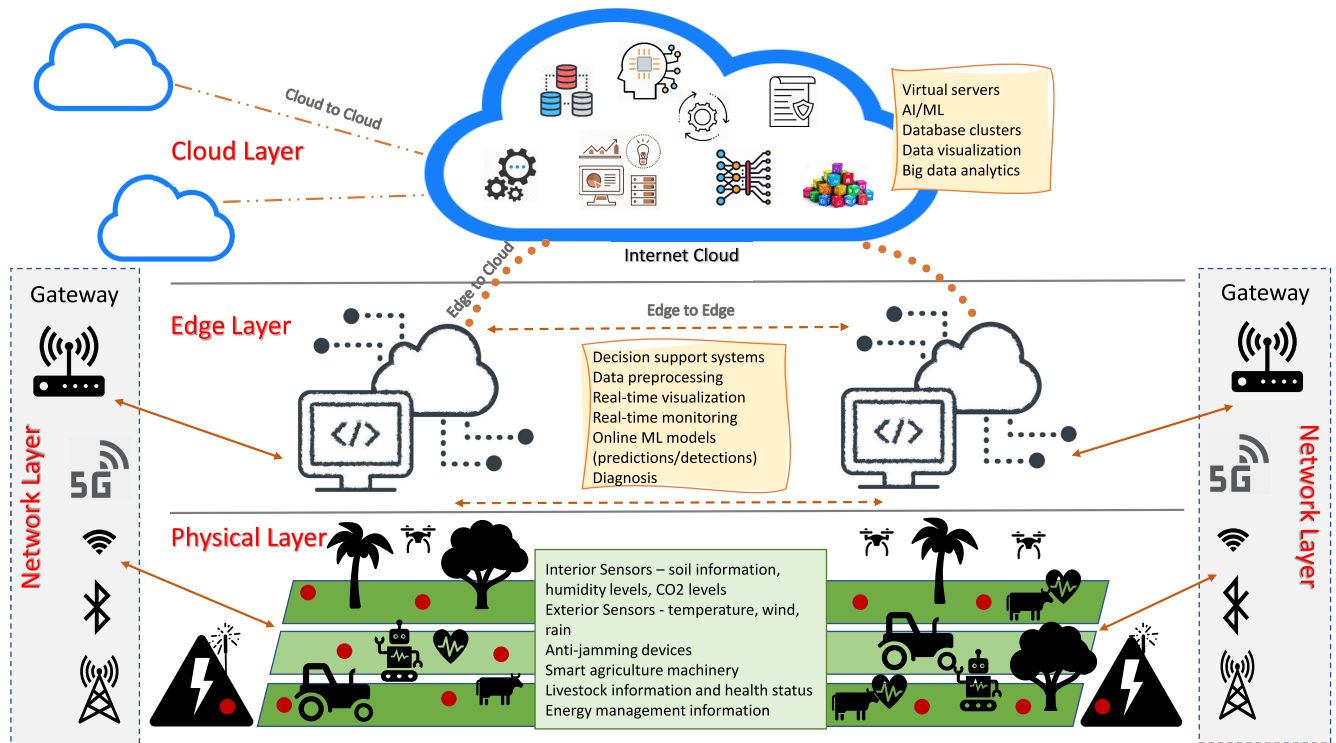 Cloud to Cloud
Cloud Layer
Virtual servers
AI/ML
Database clusters
Data visualization
Big data analytics
Internet Cloud
Edge to Cloud
Gateway
Edge Layer
Edge to Edge
Gateway
Decision support systems
Data preprocessing
Real-time visualization
Real-time monitoring
Online ML models
(predictions/detections)
Diagnosis
</>
</>
Network Layer
5G
5G
Network Layer
Physical Layer
Interior Sensors – soil information,
humidity levels, CO2 levels
Exterior Sensors - temperature, wind,
rain
Anti-jamming devices
Smart agriculture machinery
Livestock information and health status
Energy management information